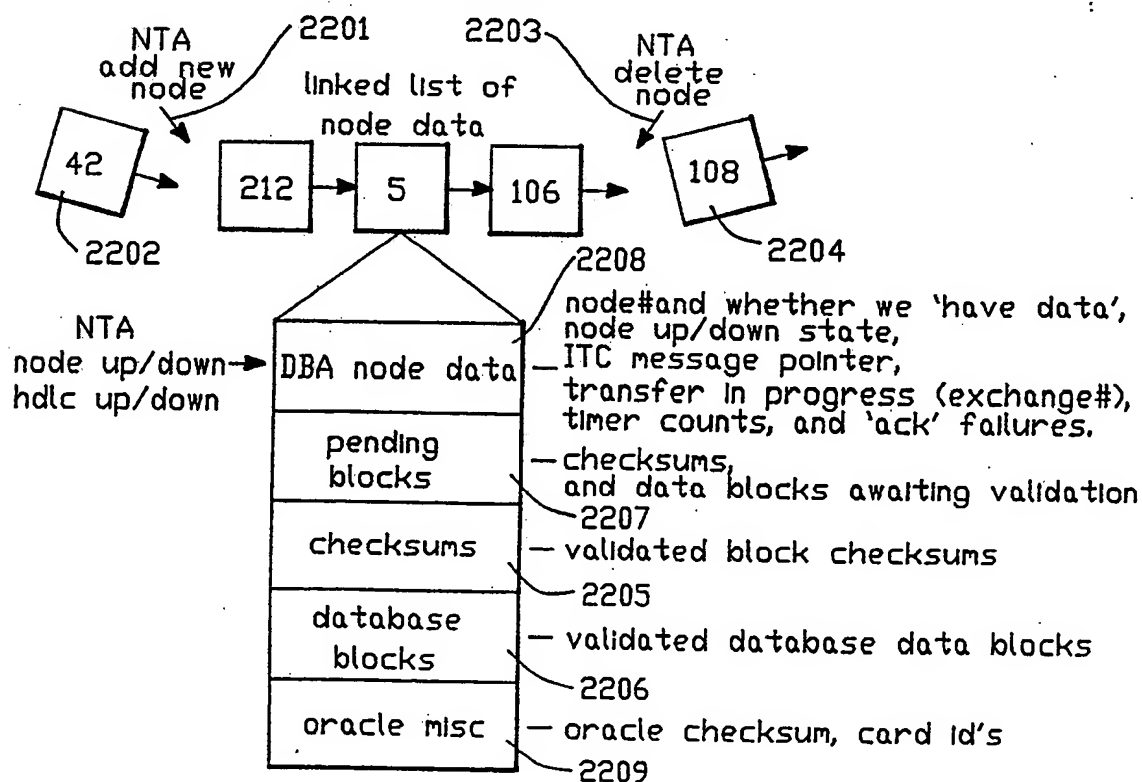 NTA
add new
node
2201
linked list of
node data
2203
NTA
delete
node
42
212
5
106
108
2202
2204
2208
NTA
node up/down
hdlc up/down
DBA node data
node#and whether we 'have data',
node up/down state,
ITC message pointer,
transfer in progress (exchange#),
timer counts, and 'ack' failures.
pending
blocks
checksums,
and data blocks awaiting validation
2207
checksums
validated block checksums
2205
database
blocks
validated database data blocks
2206
oracle misc
oracle checksum, card id's
2209